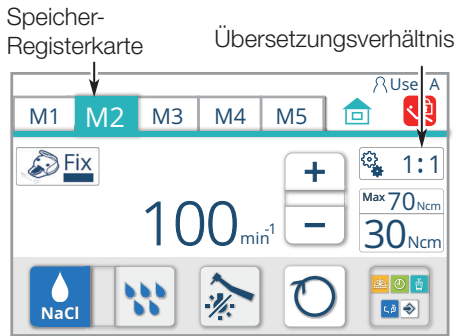 Speicher-
Registerkarte
Übersetzungsverhältnis
Use A
M1 M2 M3 M4 M5
Fix
1:1
100 min-1
+
−
Max 70 Ncm
30 Ncm
NaCl